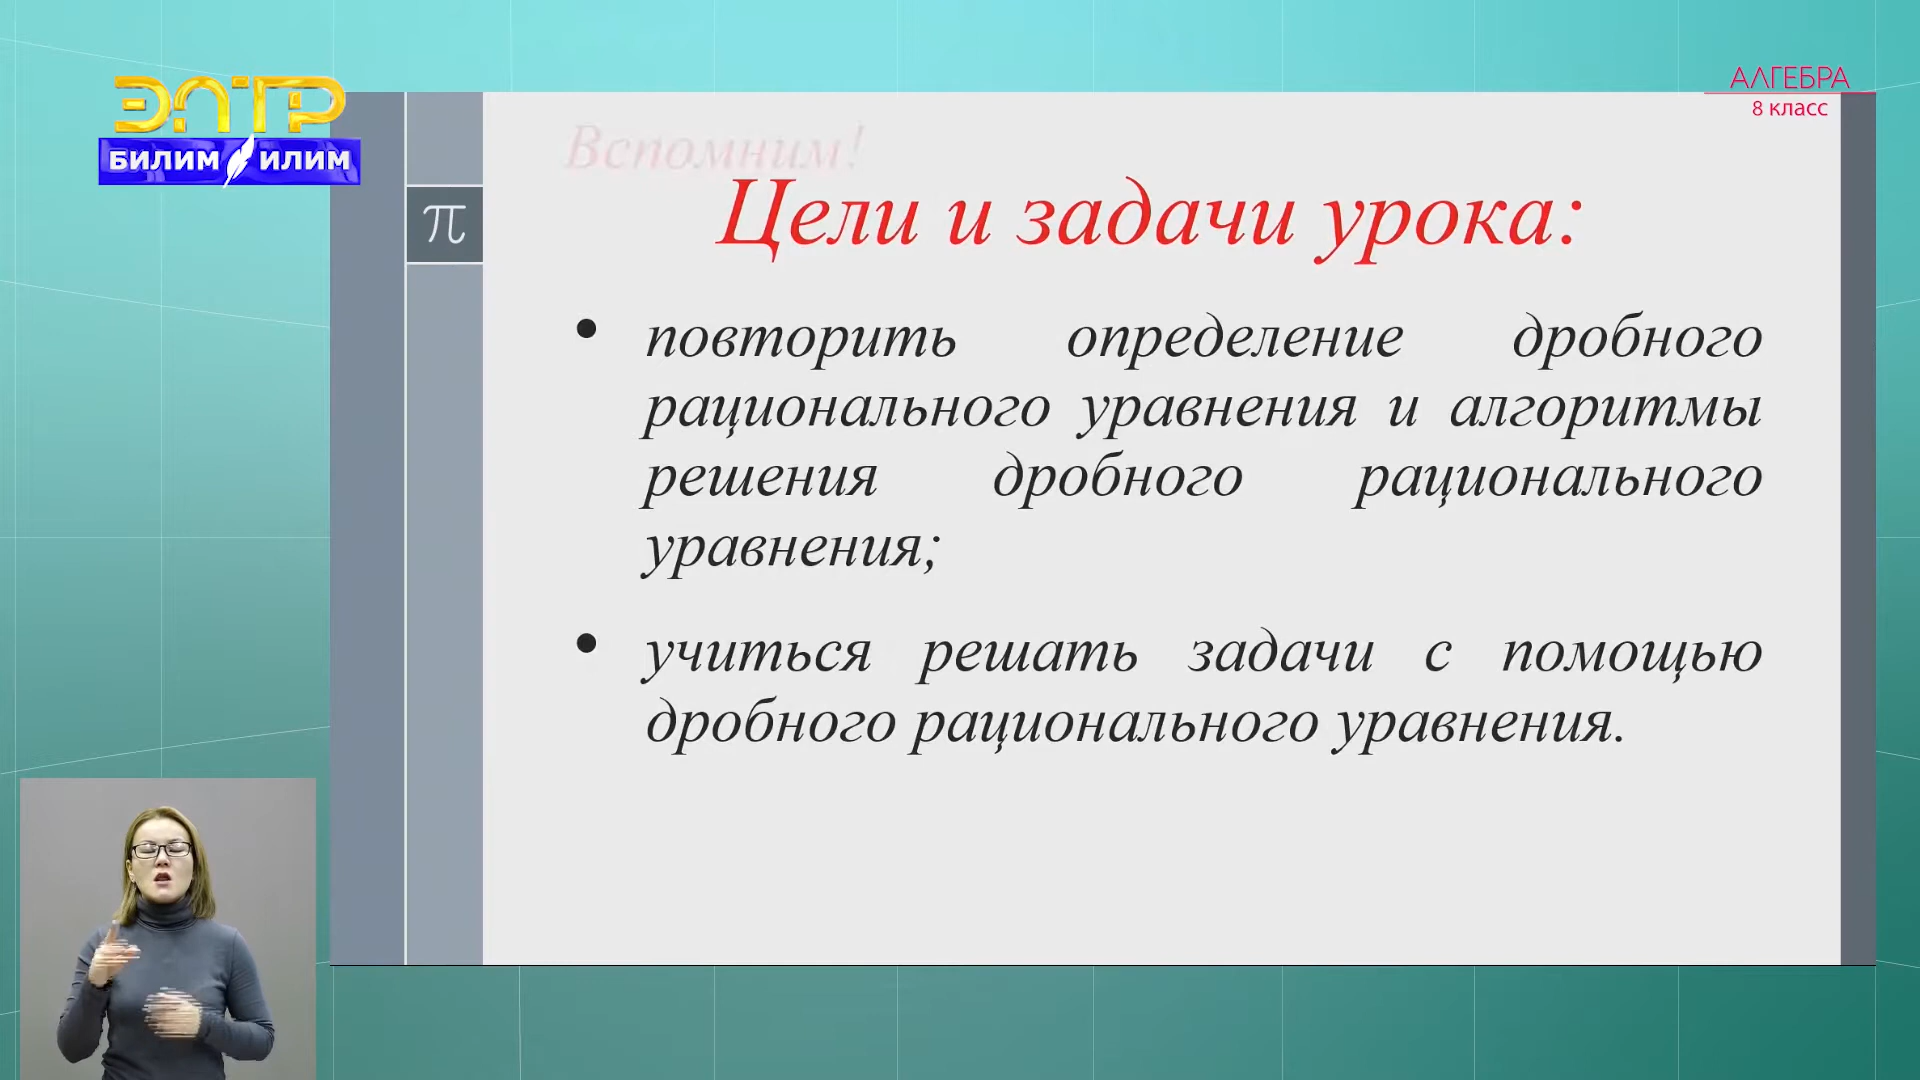 ЭЛТР
БИЛИМ ИЛИМ
АЛГЕБРА
8 класс
Вспомним!
π
Цели и задачи урока:
• повторить определение дробного
рационального уравнения и алгоритмы
решения дробного рационального
уравнения;
• учиться решать задачи с помощью
дробного рационального уравнения.